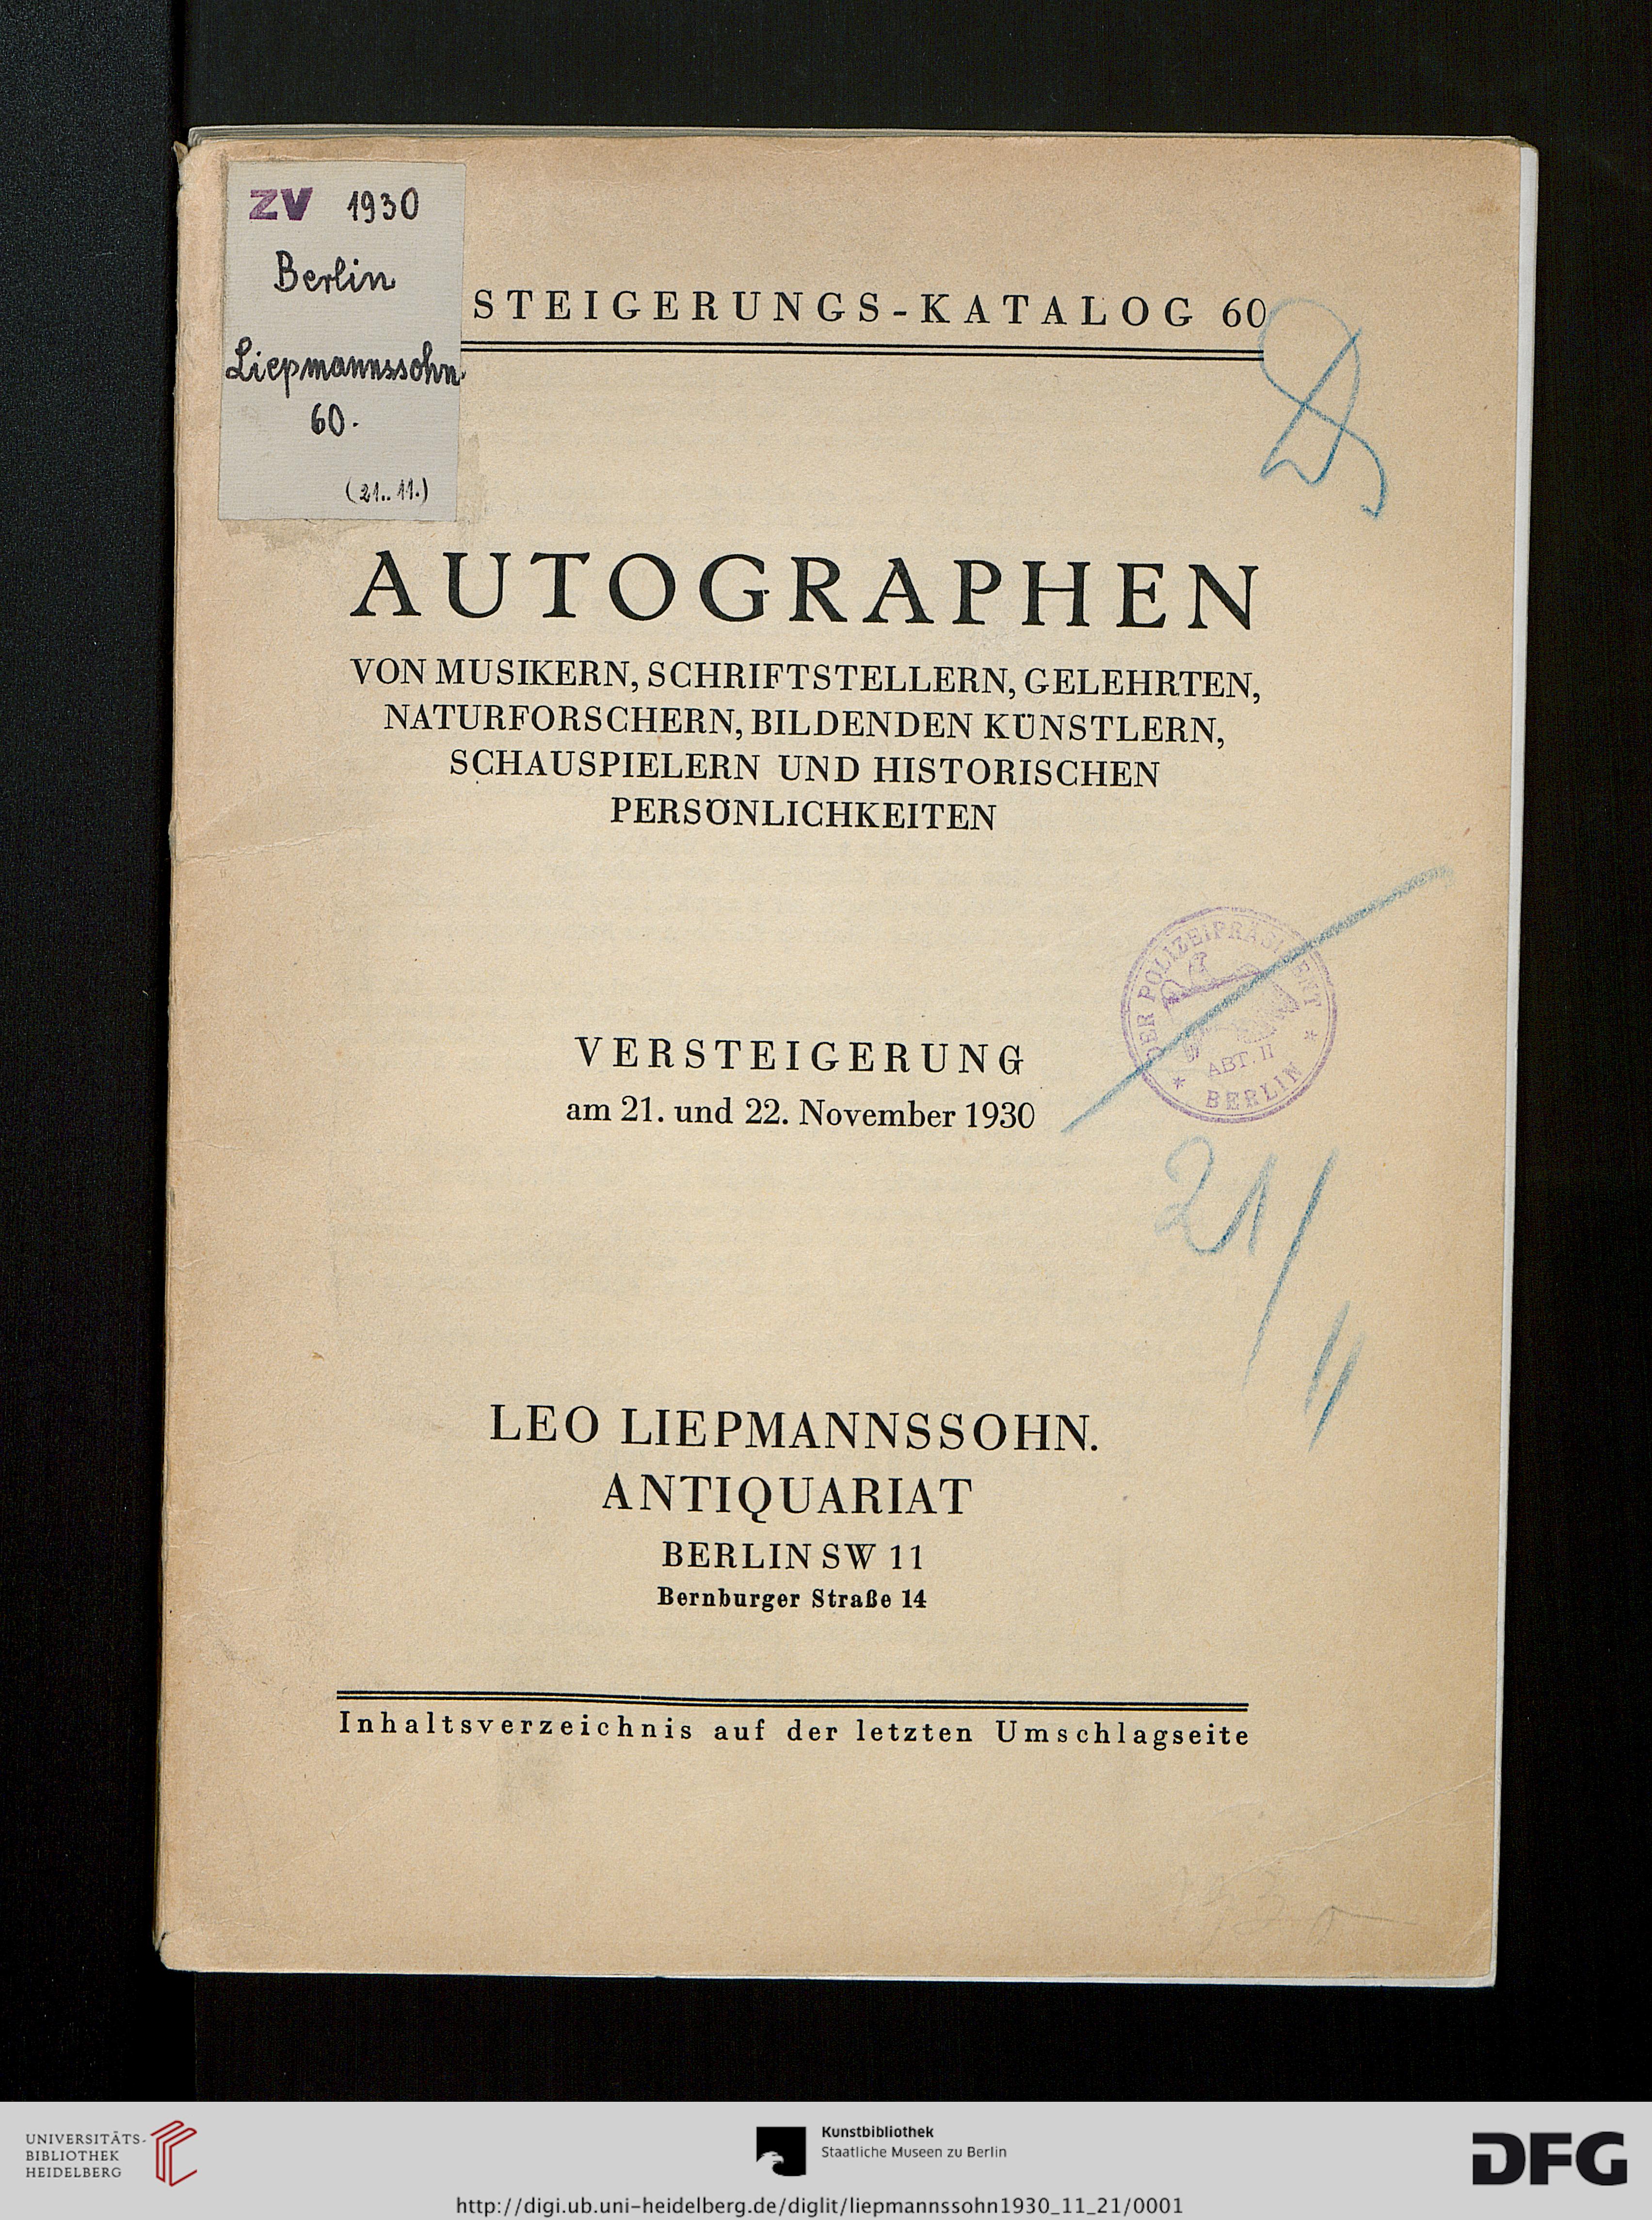 ZV 1930
Berlin
Liepmannssohn
60.
(21.. 11.)
STEIGERUNGS-KATALOG 60
AUTOGRAPHEN
VON MUSIKERN, SCHRIFTSTELLERN, GELEHRTEN,
NATURFORSCHERN, BILDENDEN KÜNSTLERN,
SCHAUSPIELERN UND HISTORISCHEN
PERSÖNLICHKEITEN
DER POLIZEIPRÄSIDENT
ABT. II
* BERLIN *
VERSTEIGERUNG
am 21. und 22. November 1930
21/11
LEO LIEPMANNSSOHN.
ANTIQUARIAT
BERLIN SW 11
Bernburger Straße 14
Inhaltsverzeichnis auf der letzten Umschlagseite
UNIVERSITÄTS-
BIBLIOTHEK
HEIDELBERG
Kunstbibliothek
Staatliche Museen zu Berlin
DFG
http://digi.ub.uni-heidelberg.de/diglit/liepmannssohn1930_11_21/0001